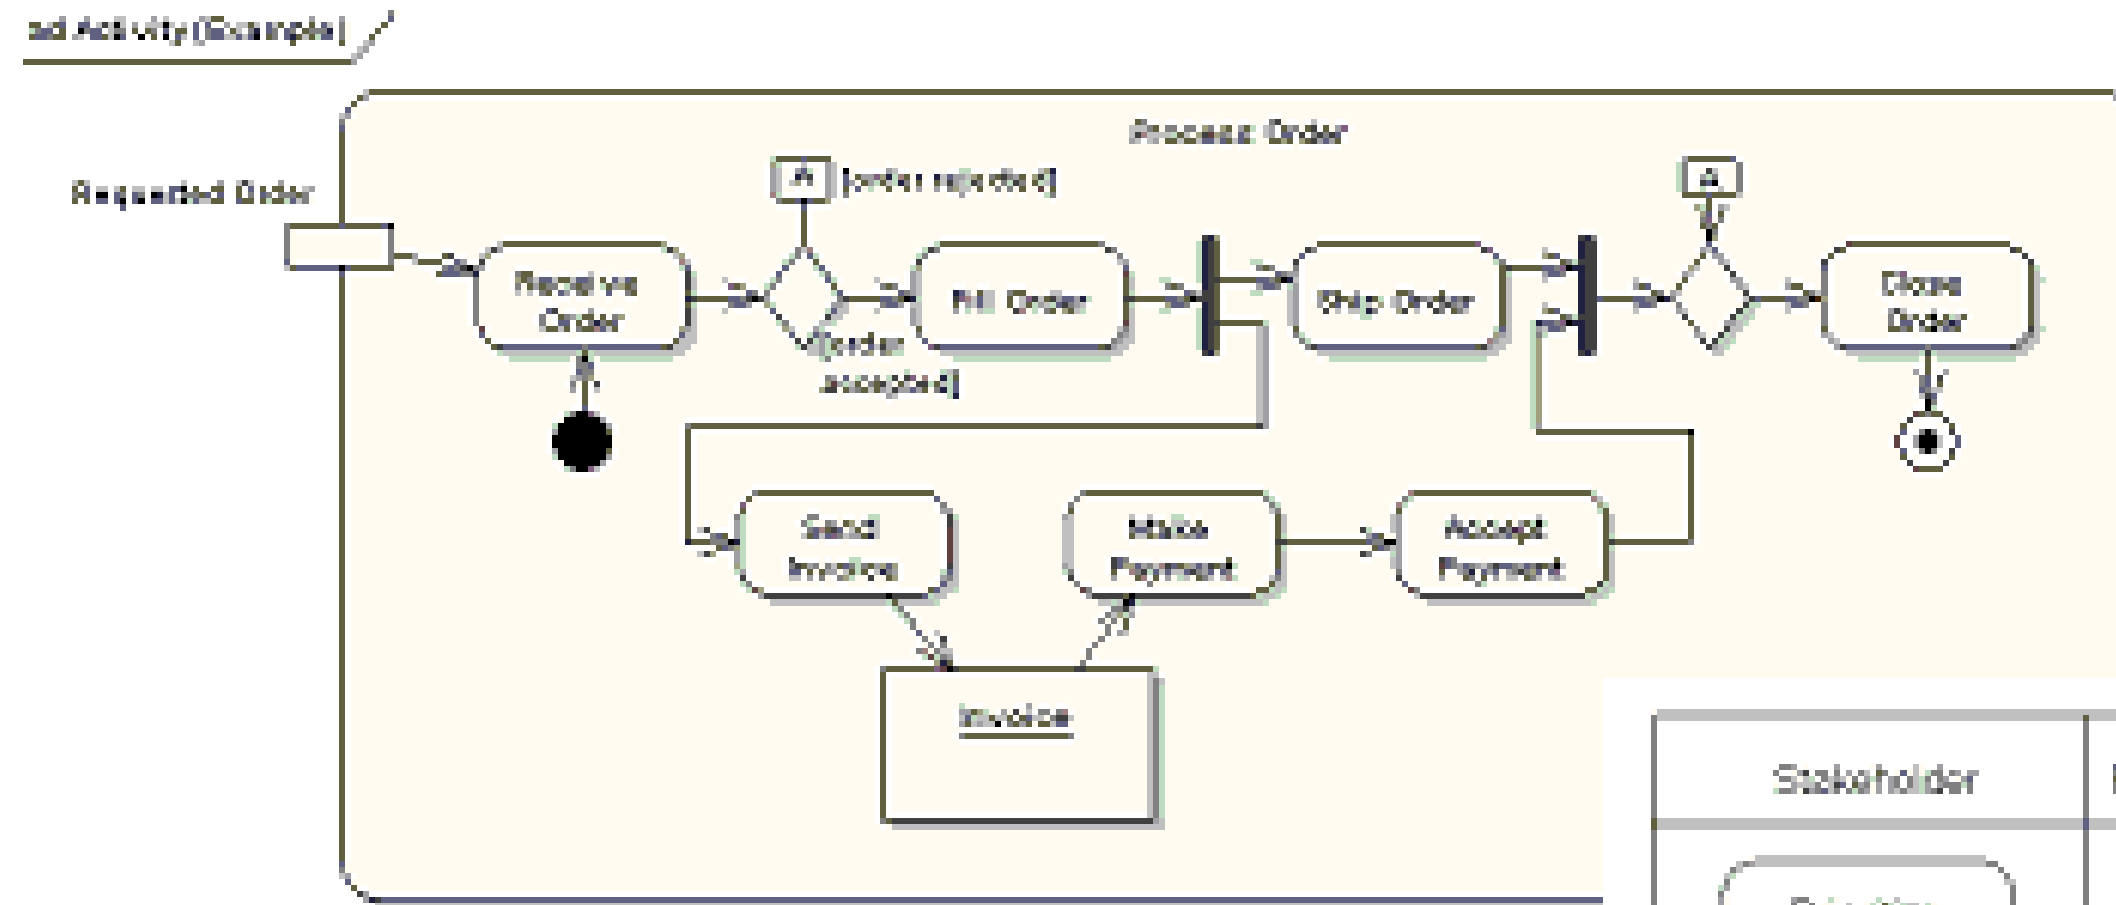 ad Activity (Example)
Process Order
Requested Order
A
[order rejected]
A
Receive
Order
Fill Order
Ship Order
Close
Order
[order
accepted]
Send
Invoice
Make
Payment
Accept
Payment
Invoice
Stakeholder